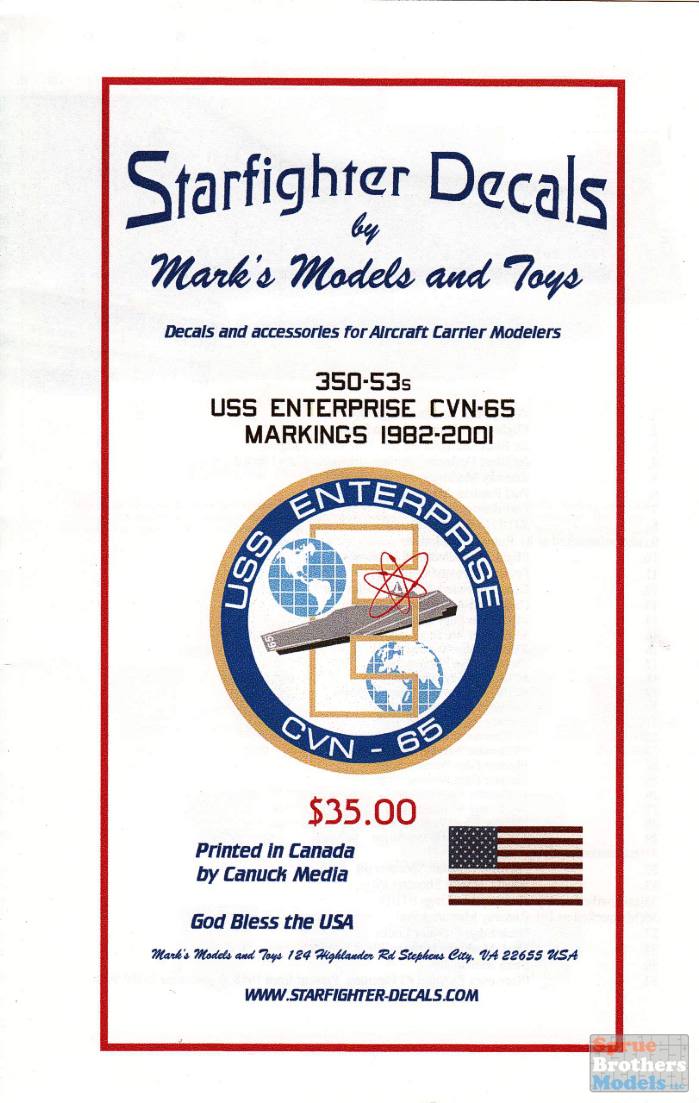 Starfighter Decals
by
Mark's Models and Toys
Decals and accessories for Aircraft Carrier Modelers
350-53s
USS ENTERPRISE CVN-65
MARKINGS 1982-2001
USS ENTERPRISE
65
CVN - 65
$35.00
Printed in Canada
by Canuck Media
God Bless the USA
Mark's Models and Toys 124 Highlander Rd Stephens City, VA 22655 USA
WWW.STARFIGHTER-DECALS.COM
Sprue
Brothers
Models LLC